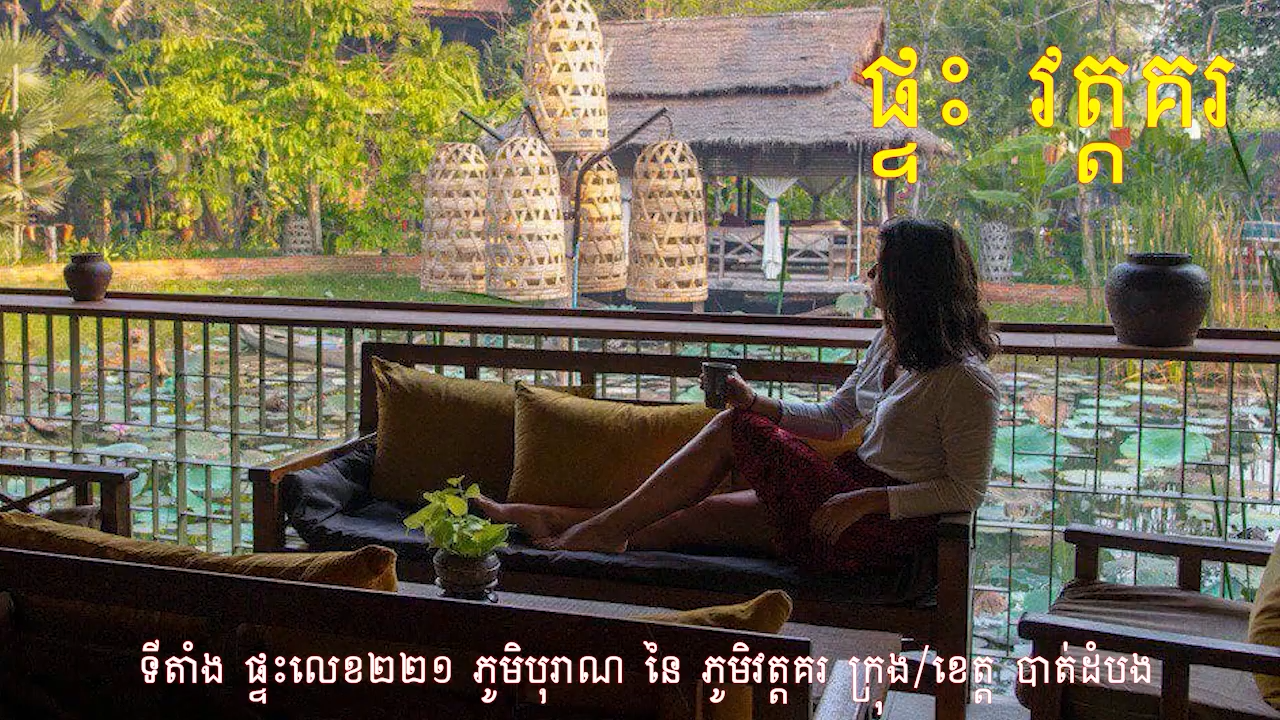 ផ្ទះ វត្តគរ
ទីតាំង ផ្ទះលេខ២២១ ភូមិបុរាណ នៃ ភូមិវត្តគរ ក្រុង/ខេត្ត បាត់ដំបង